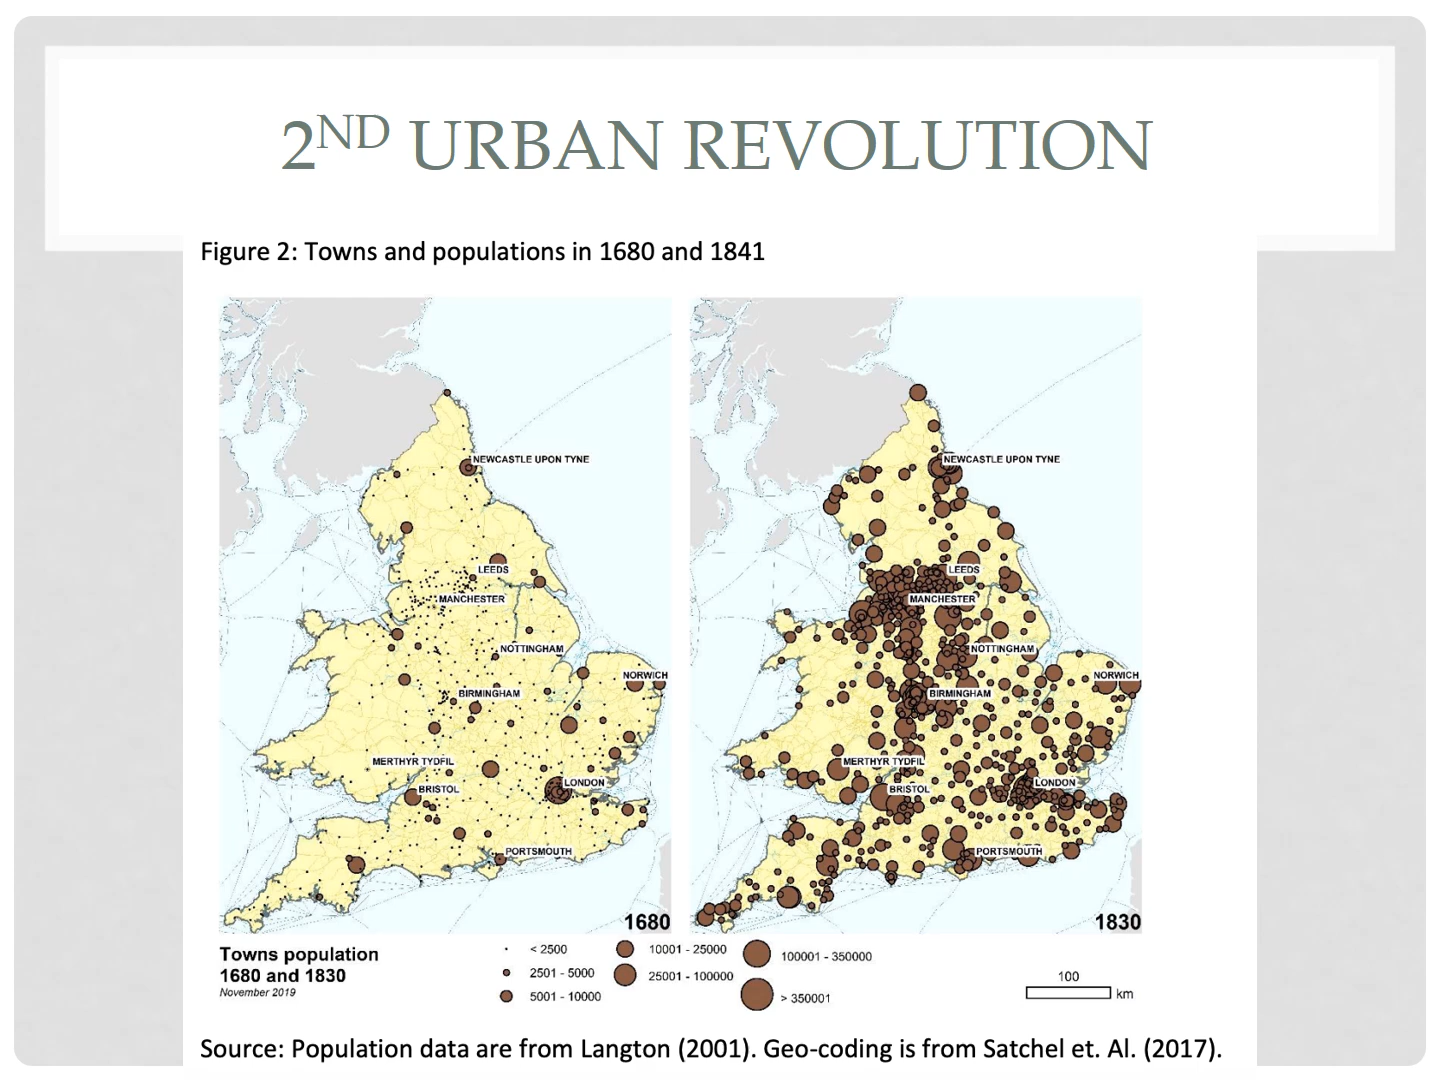 2ND URBAN REVOLUTION
Figure 2: Towns and populations in 1680 and 1841
NEWCASTLE UPON TYNE
LEEDS
MANCHESTER
NOTTINGHAM
NORWICH
BIRMINGHAM
MERTHYR TYDFIL
LONDON
BRISTOL
PORTSMOUTH
1680
NEWCASTLE UPON TYNE
LEEDS
MANCHESTER
NOTTINGHAM
NORWICH
BIRMINGHAM
MERTHYR TYDFIL
LONDON
BRISTOL
PORTSMOUTH
1830
Towns population
1680 and 1830
November 2019
< 2500
2501 - 5000
5001 - 10000
10001 - 25000
25001 - 100000
100001 - 350000
> 350001
100
km
Source: Population data are from Langton (2001). Geo-coding is from Satchel et. Al. (2017).